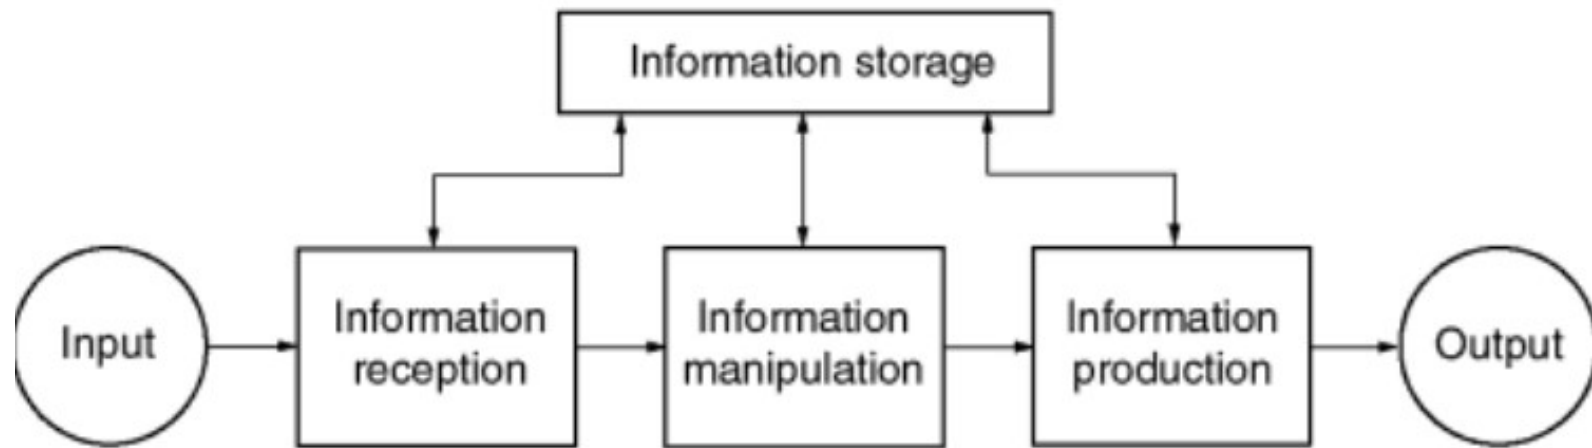 Information storage
Input
Information
reception
Information
manipulation
Information
production
Output